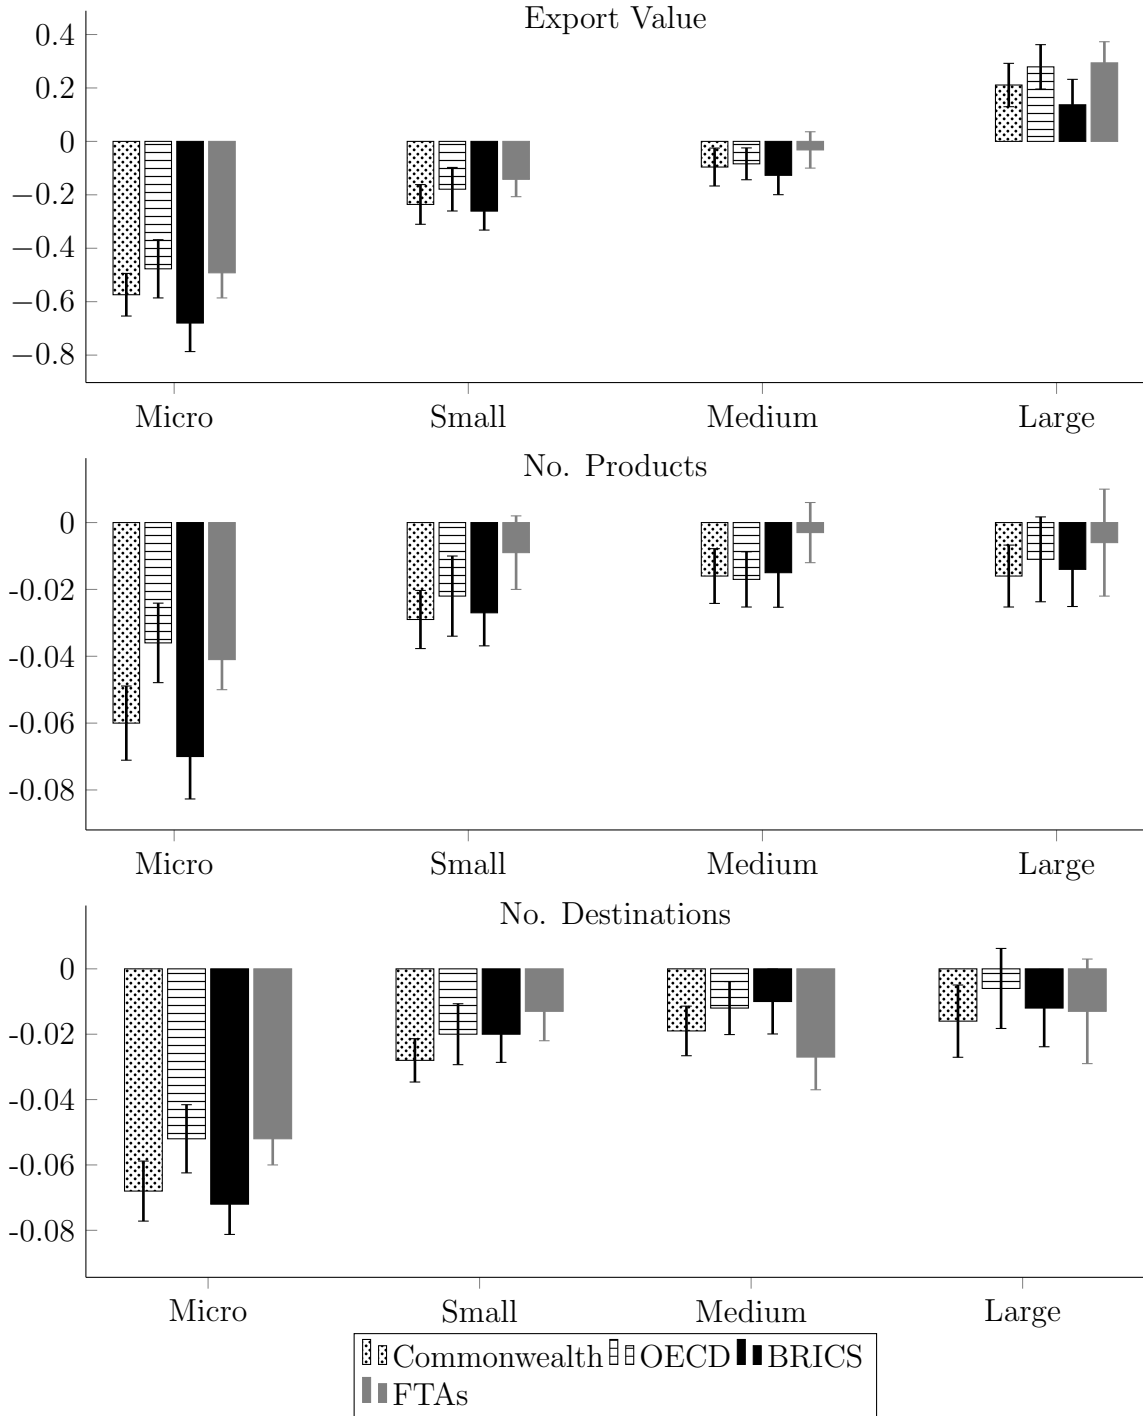 Export Value
0.4
0.2
0
−0.2
−0.4
−0.6
−0.8
Micro Small Medium Large
No. Products
0
-0.02
-0.04
-0.06
-0.08
Micro Small Medium Large
No. Destinations
0
-0.02
-0.04
-0.06
-0.08
Micro Small Medium Large
Commonwealth OECD BRICS
FTAs